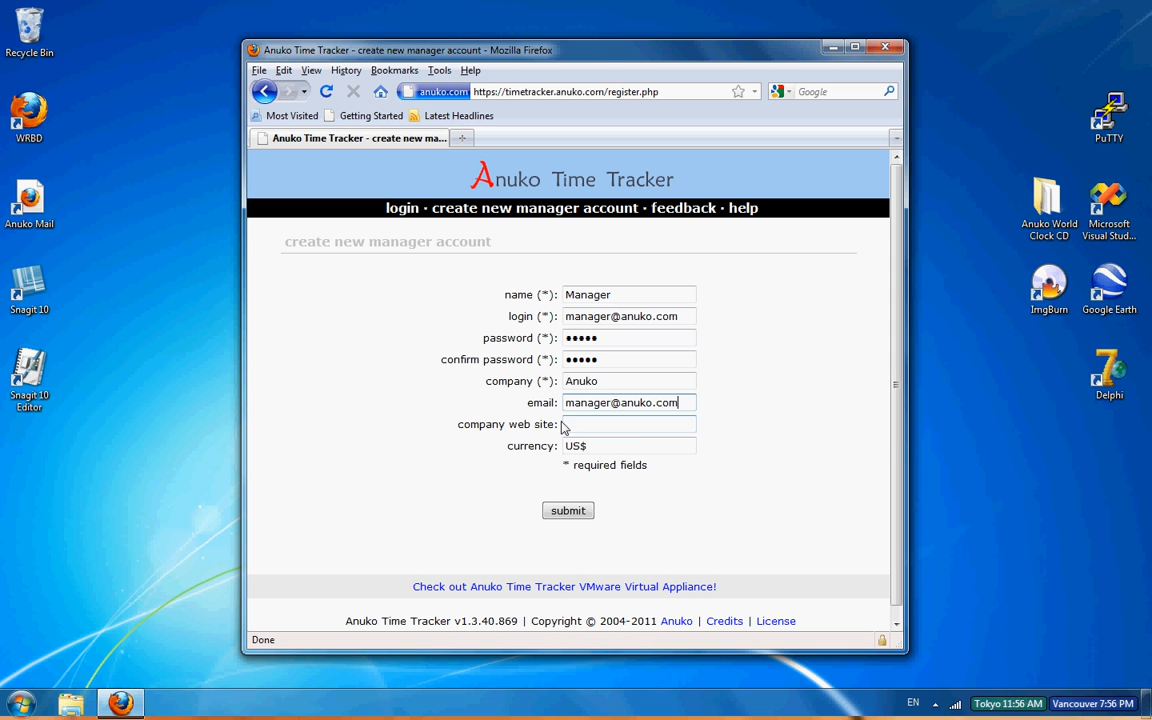 Recycle Bin
WRBD
Anuko Mail
Snagit 10
Snagit 10
Editor
Anuko Time Tracker - create new manager account - Mozilla Firefox
File Edit View History Bookmarks Tools Help
anuko.com https://timetracker.anuko.com/register.php
Google
Most Visited Getting Started Latest Headlines
Anuko Time Tracker - create new ma...
Anuko Time Tracker
login · create new manager account · feedback · help
create new manager account
name (*): Manager
login (*): manager@anuko.com
password (*): •••••
confirm password (*): •••••
company (*): Anuko
email: manager@anuko.com
company web site:
currency: US$
* required fields
submit
Check out Anuko Time Tracker VMware Virtual Appliance!
Anuko Time Tracker v1.3.40.869 | Copyright © 2004-2011 Anuko | Credits | License
Done
PuTTY
Anuko World
Clock CD
Microsoft
Visual Stud...
ImgBurn
Google Earth
Delphi
EN
Tokyo 11:56 AM
Vancouver 7:56 PM